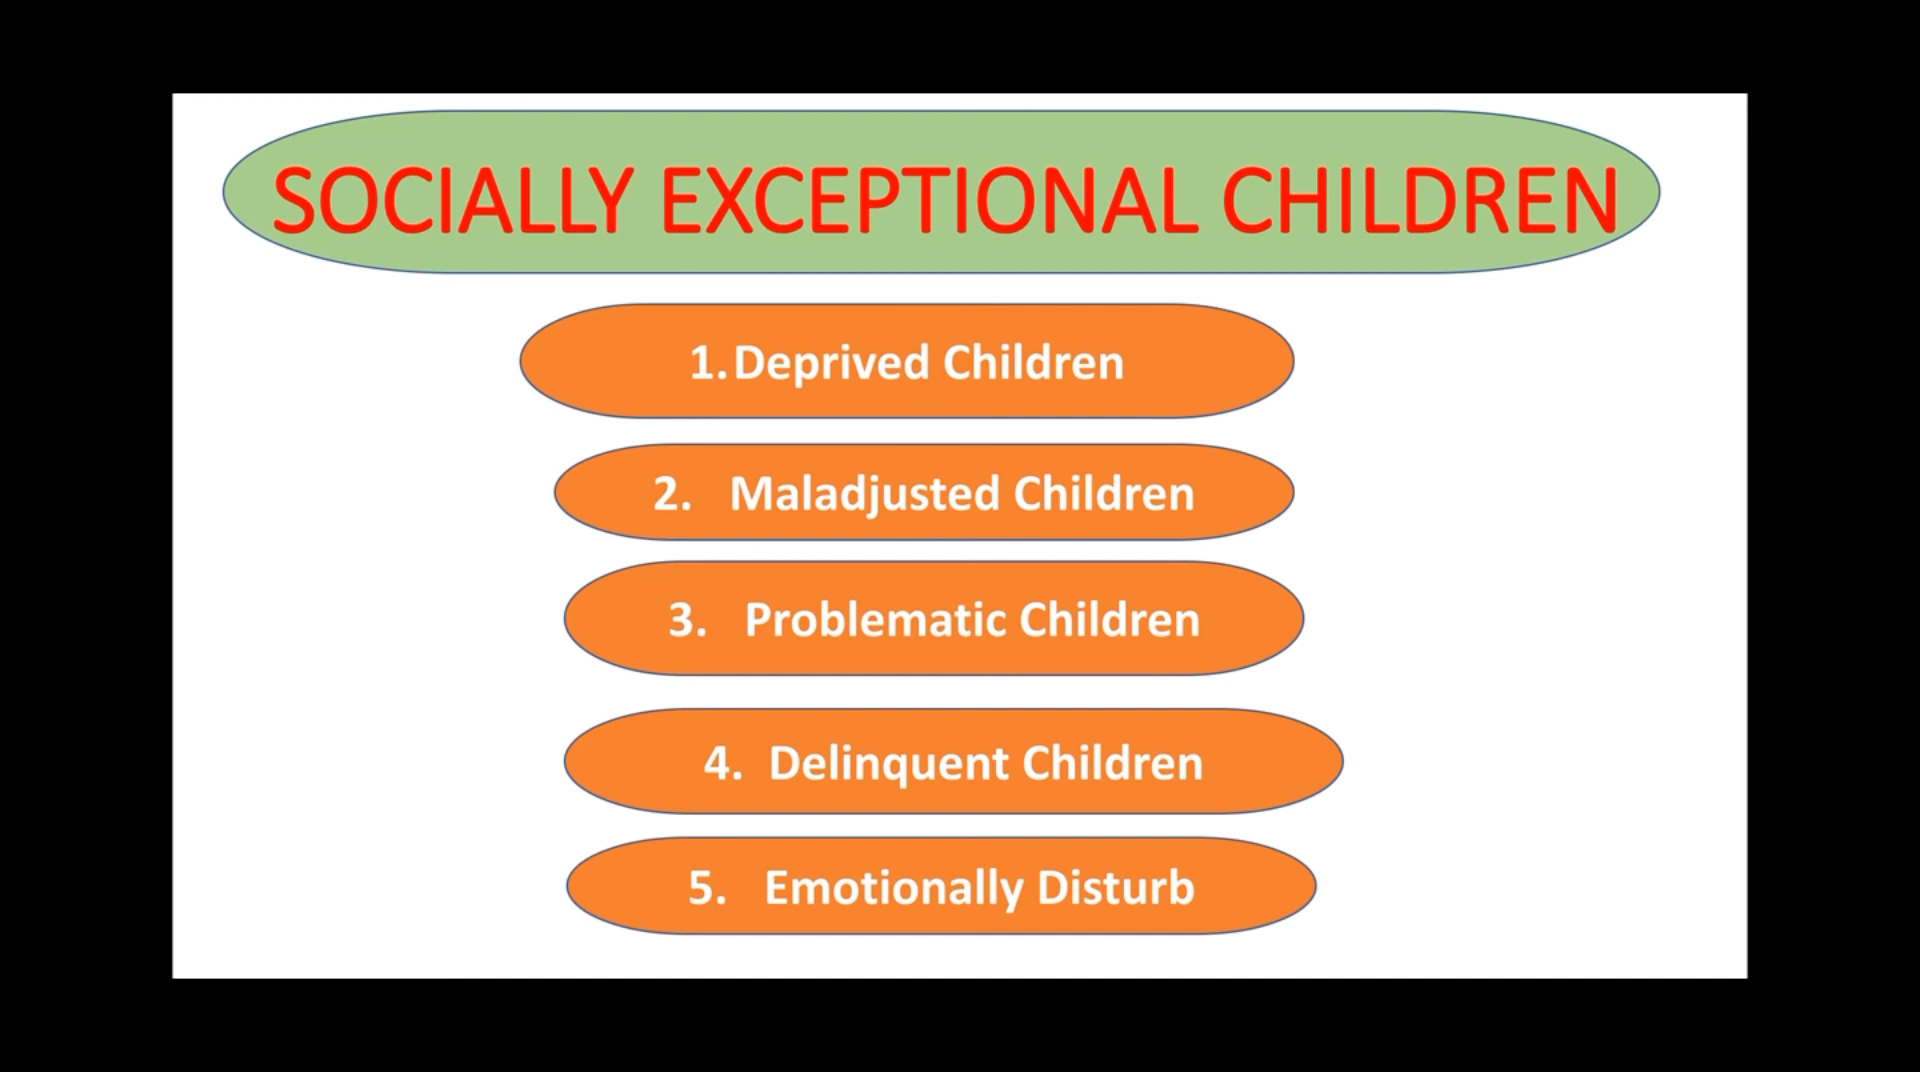 SOCIALLY EXCEPTIONAL CHILDREN
1. Deprived Children
2. Maladjusted Children
3. Problematic Children
4. Delinquent Children
5. Emotionally Disturb